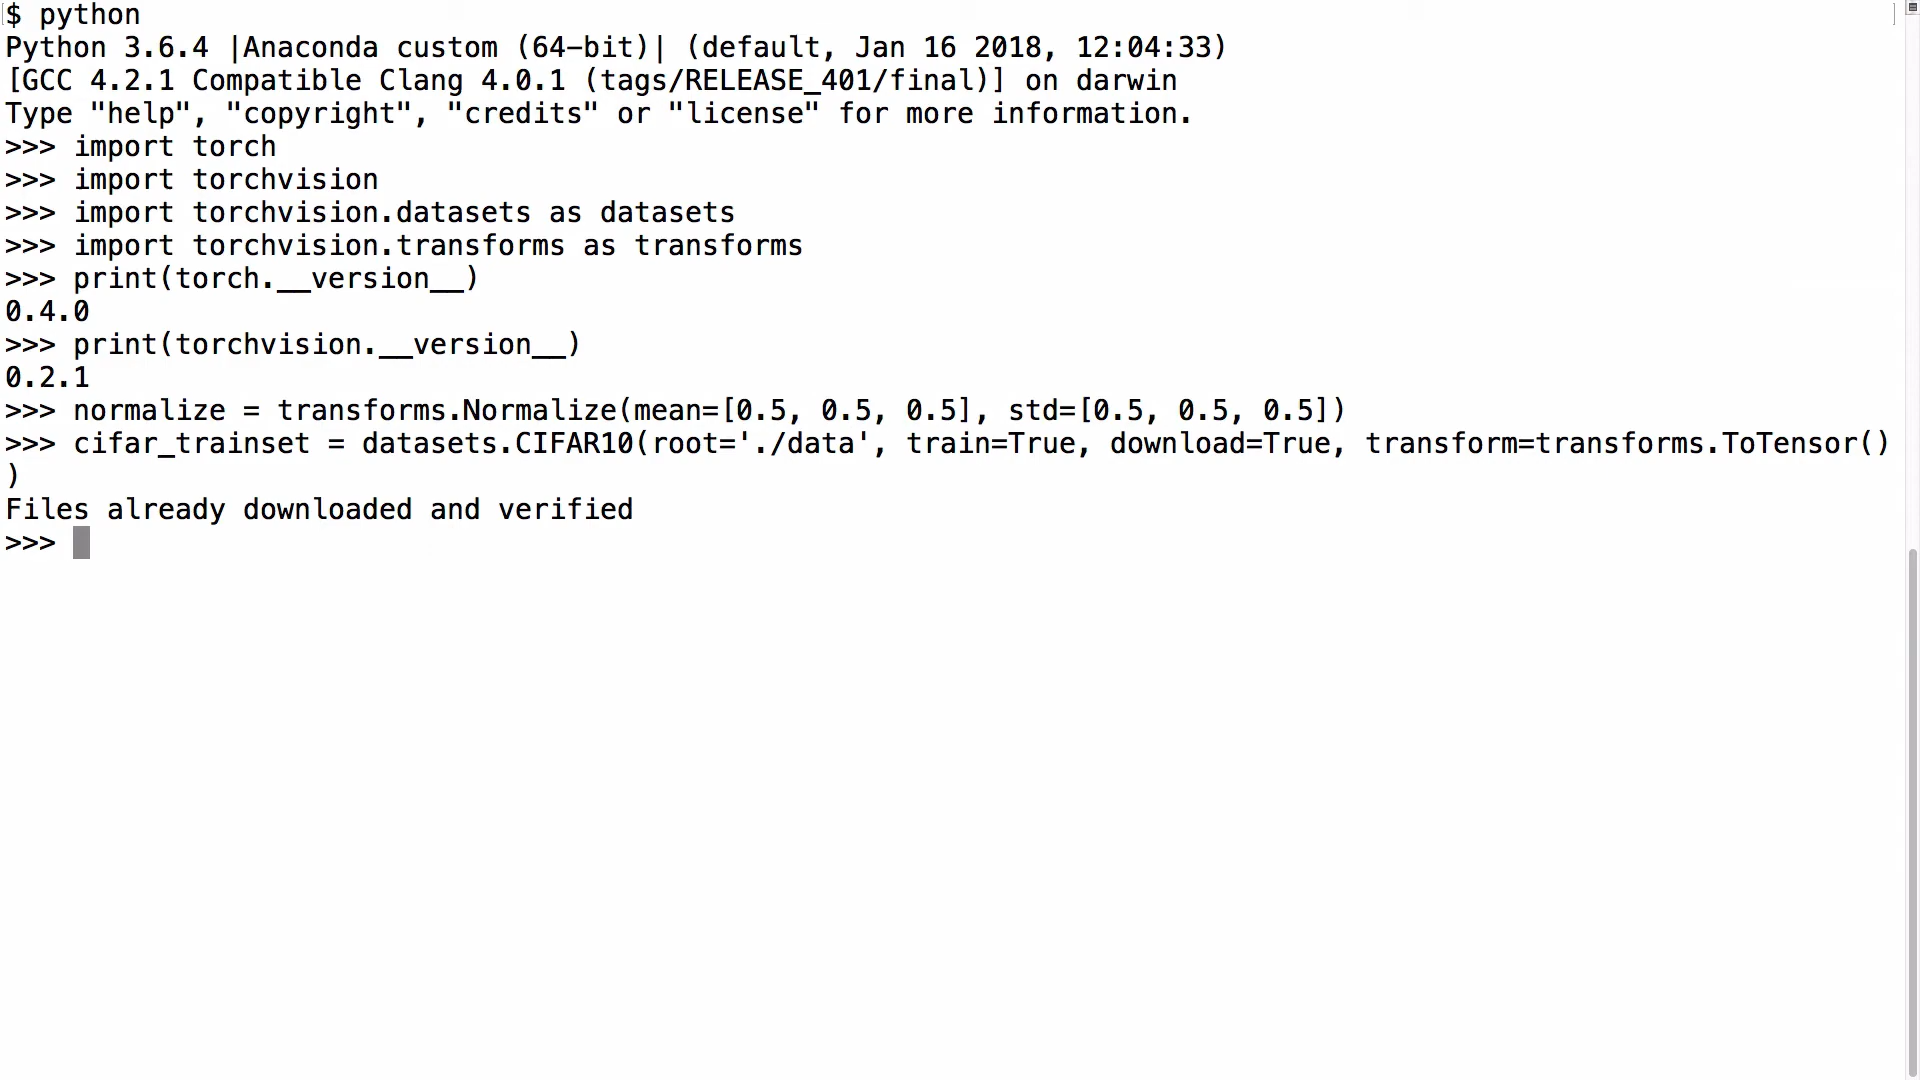 $ python
Python 3.6.4 |Anaconda custom (64-bit)| (default, Jan 16 2018, 12:04:33)
[GCC 4.2.1 Compatible Clang 4.0.1 (tags/RELEASE_401/final)] on darwin
Type "help", "copyright", "credits" or "license" for more information.
>>> import torch
>>> import torchvision
>>> import torchvision.datasets as datasets
>>> import torchvision.transforms as transforms
>>> print(torch.__version__)
0.4.0
>>> print(torchvision.__version__)
0.2.1
>>> normalize = transforms.Normalize(mean=[0.5, 0.5, 0.5], std=[0.5, 0.5, 0.5])
>>> cifar_trainset = datasets.CIFAR10(root='./data', train=True, download=True, transform=transforms.ToTensor()
)
Files already downloaded and verified
>>>